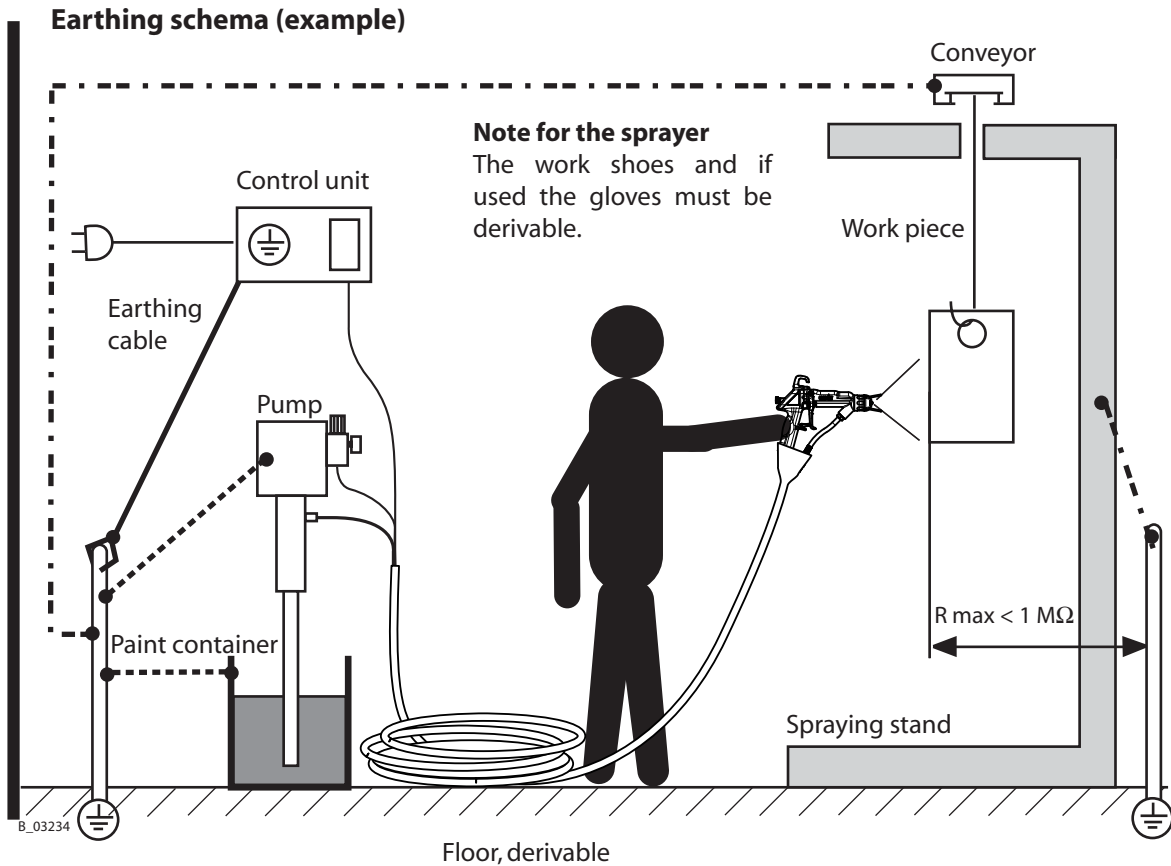 Earthing schema (example)
Conveyor
Note for the sprayer
The work shoes and if
used the gloves must be
derivable.
Control unit
Work piece
Earthing
cable
Pump
R max < 1 MΩ
Paint container
Spraying stand
B_03234
Floor, derivable